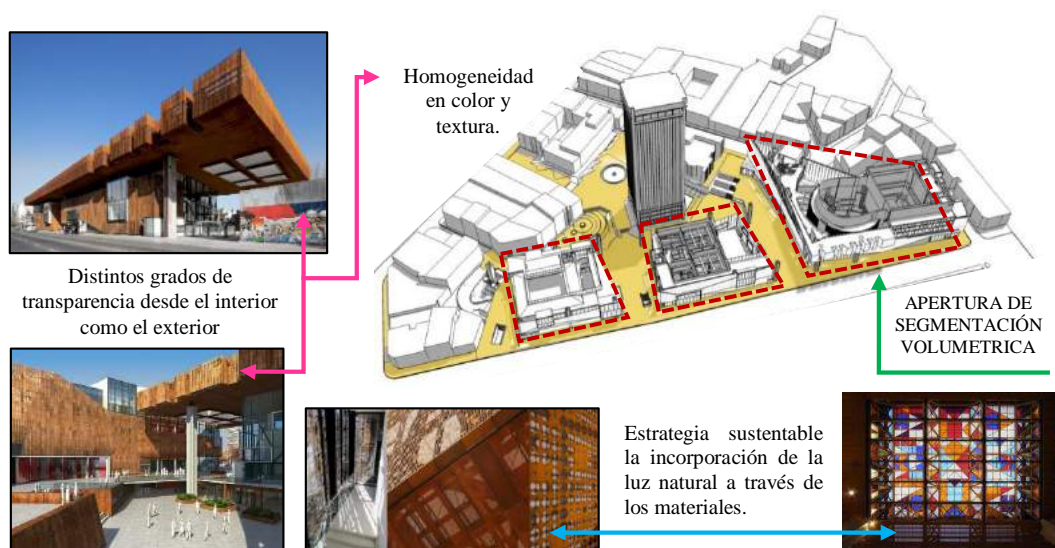 Homogeneidad
en color y
textura.
Distintos grados de
transparencia desde el interior
como el exterior
APERTURA DE
SEGMENTACIÓN
VOLUMETRICA
Estrategia sustentable
la incorporación de la
luz natural a través de
los materiales.